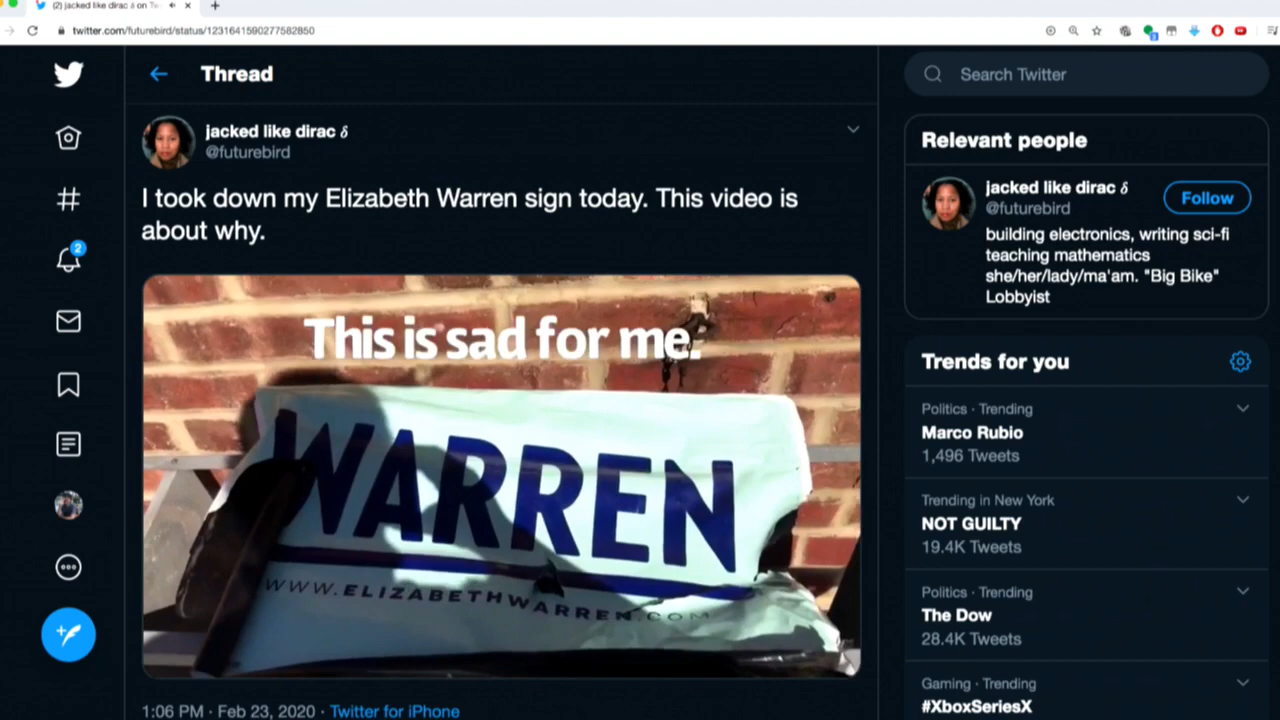 (2) jacked like dirac δ on Tw
twitter.com/futurebird/status/1231641590277582850
Thread
Search Twitter
jacked like dirac δ
@futurebird
I took down my Elizabeth Warren sign today. This video is
about why.
This is sad for me.
WARREN
WWW.ELIZABETHWARREN.COM
1:06 PM · Feb 23, 2020 · Twitter for iPhone
2
Relevant people
jacked like dirac δ
@futurebird
Follow
building electronics, writing sci-fi
teaching mathematics
she/her/lady/ma'am. "Big Bike"
Lobbyist
Trends for you
Politics · Trending
Marco Rubio
1,496 Tweets
Trending in New York
NOT GUILTY
19.4K Tweets
Politics · Trending
The Dow
28.4K Tweets
Gaming · Trending
#XboxSeriesX